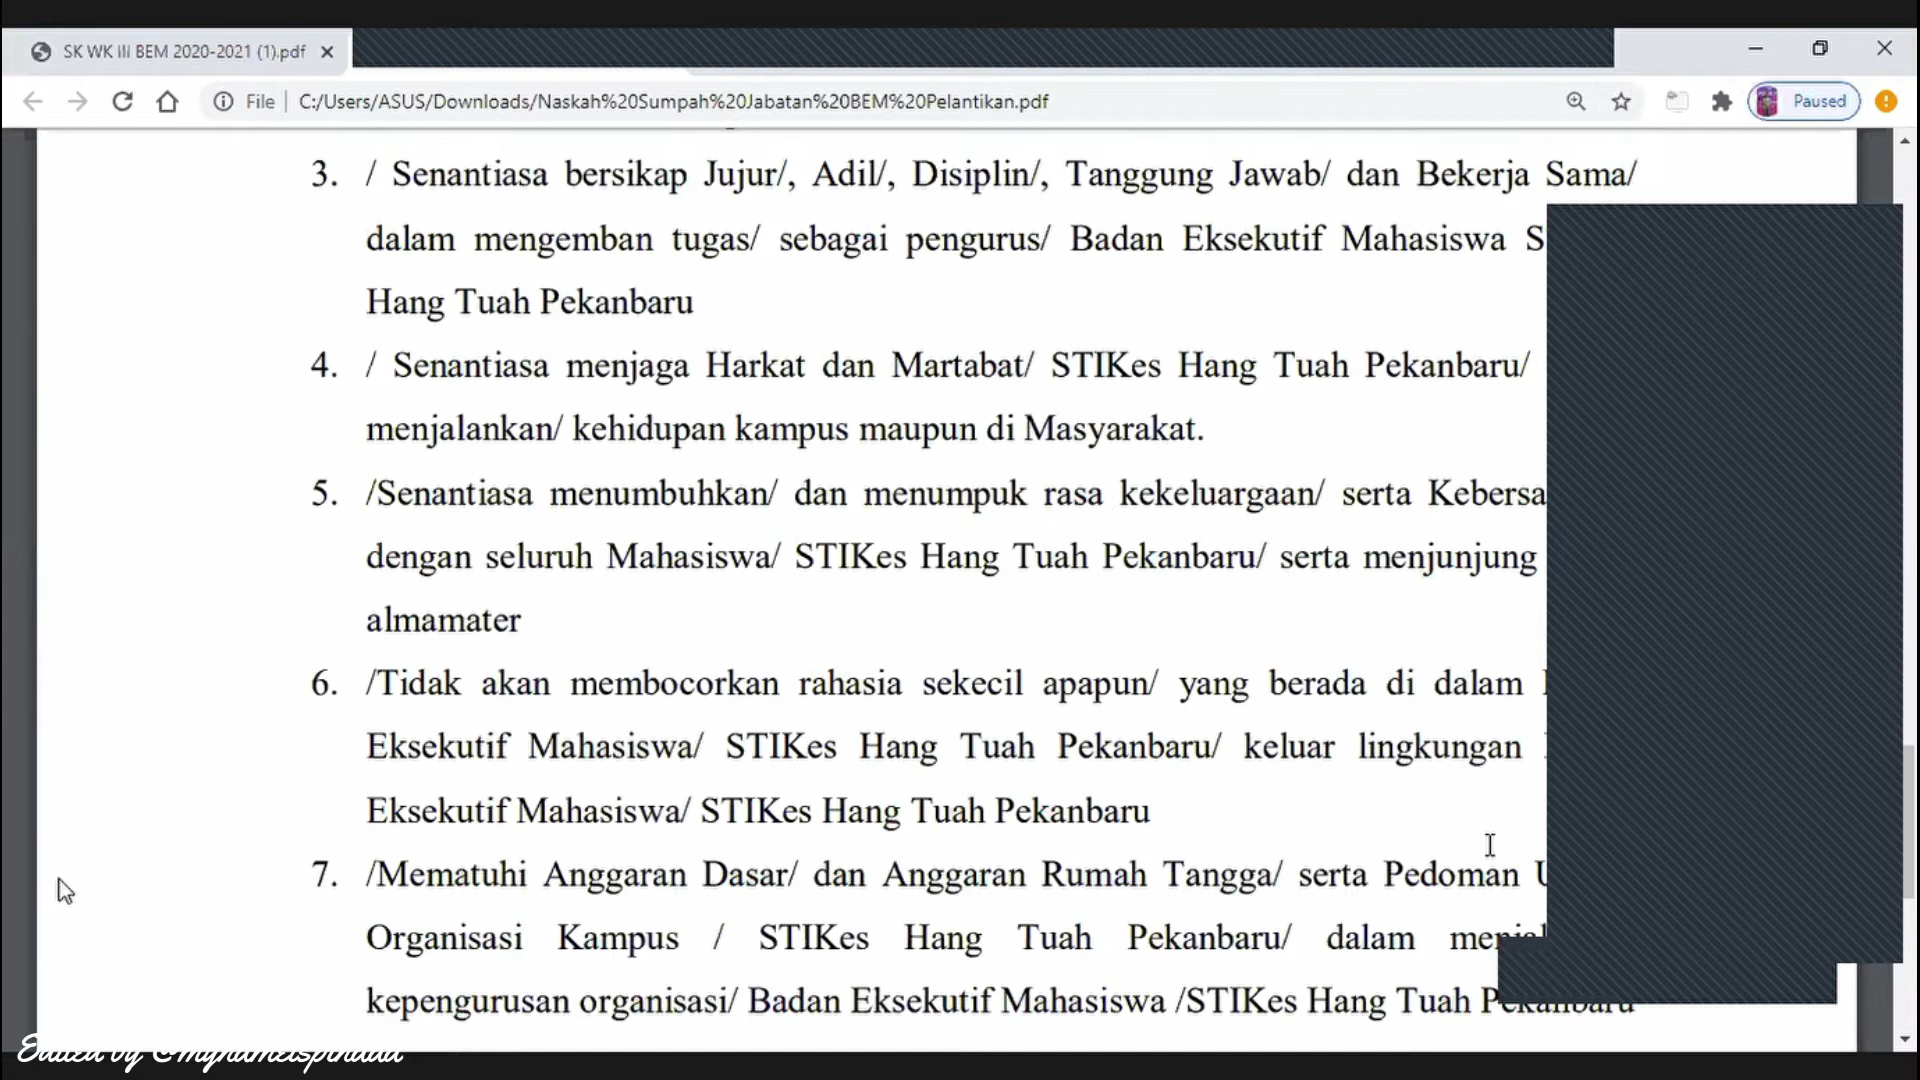 SK WK III BEM 2020-2021 (1).pdf
File C:/Users/ASUS/Downloads/Naskah%20Sumpah%20Jabatan%20BEM%20Pelantikan.pdf Paused
3. / Senantiasa bersikap Jujur/, Adil/, Disiplin/, Tanggung Jawab/ dan Bekerja Sama/
dalam mengemban tugas/ sebagai pengurus/ Badan Eksekutif Mahasiswa
Hang Tuah Pekanbaru
4. / Senantiasa menjaga Harkat dan Martabat/ STIKes Hang Tuah Pekanbaru/
menjalankan/ kehidupan kampus maupun di Masyarakat.
5. /Senantiasa menumbuhkan/ dan menumpuk rasa kekeluargaan/ serta Kebersa
dengan seluruh Mahasiswa/ STIKes Hang Tuah Pekanbaru/ serta menjunjung
almamater
6. /Tidak akan membocorkan rahasia sekecil apapun/ yang berada di dalam
Eksekutif Mahasiswa/ STIKes Hang Tuah Pekanbaru/ keluar lingkungan
Eksekutif Mahasiswa/ STIKes Hang Tuah Pekanbaru
7. /Mematuhi Anggaran Dasar/ dan Anggaran Rumah Tangga/ serta Pedoman
Organisasi Kampus / STIKes Hang Tuah Pekanbaru/ dalam
kepengurusan organisasi/ Badan Eksekutif Mahasiswa /STIKes Hang Tuah Pekanbaru
Edited by @mynameispindaa